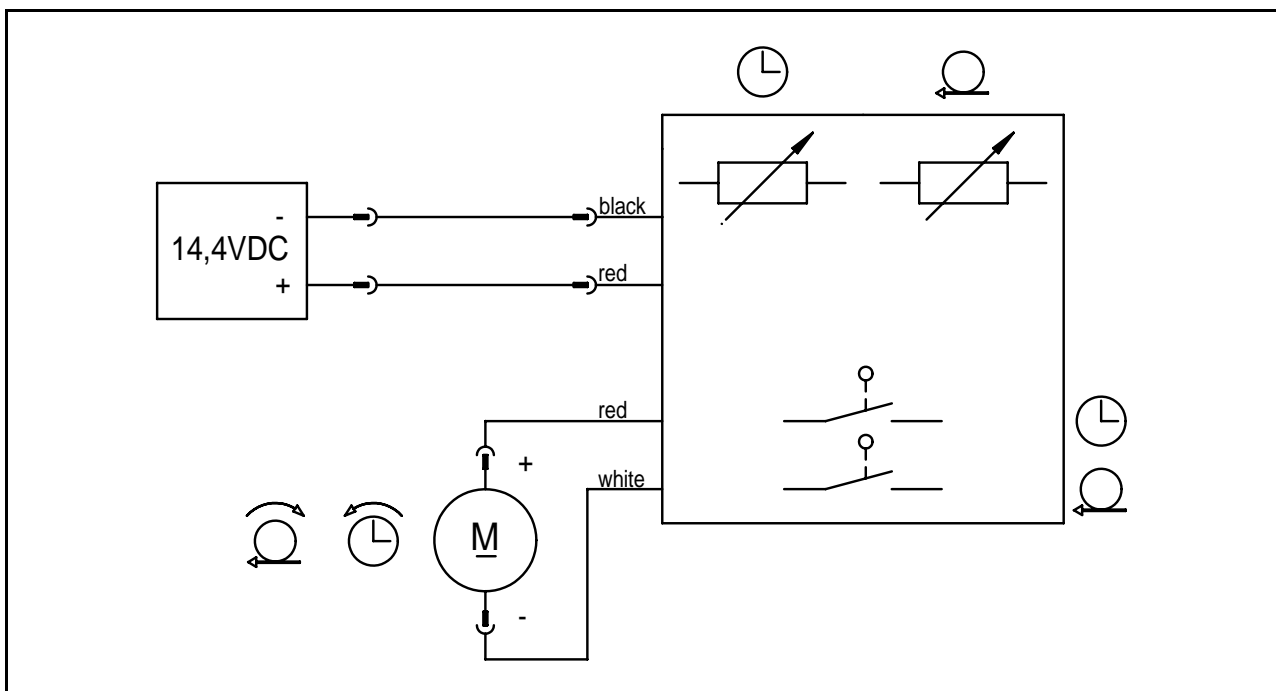 black
-
14,4VDC
red
+
red
+
white
M
-